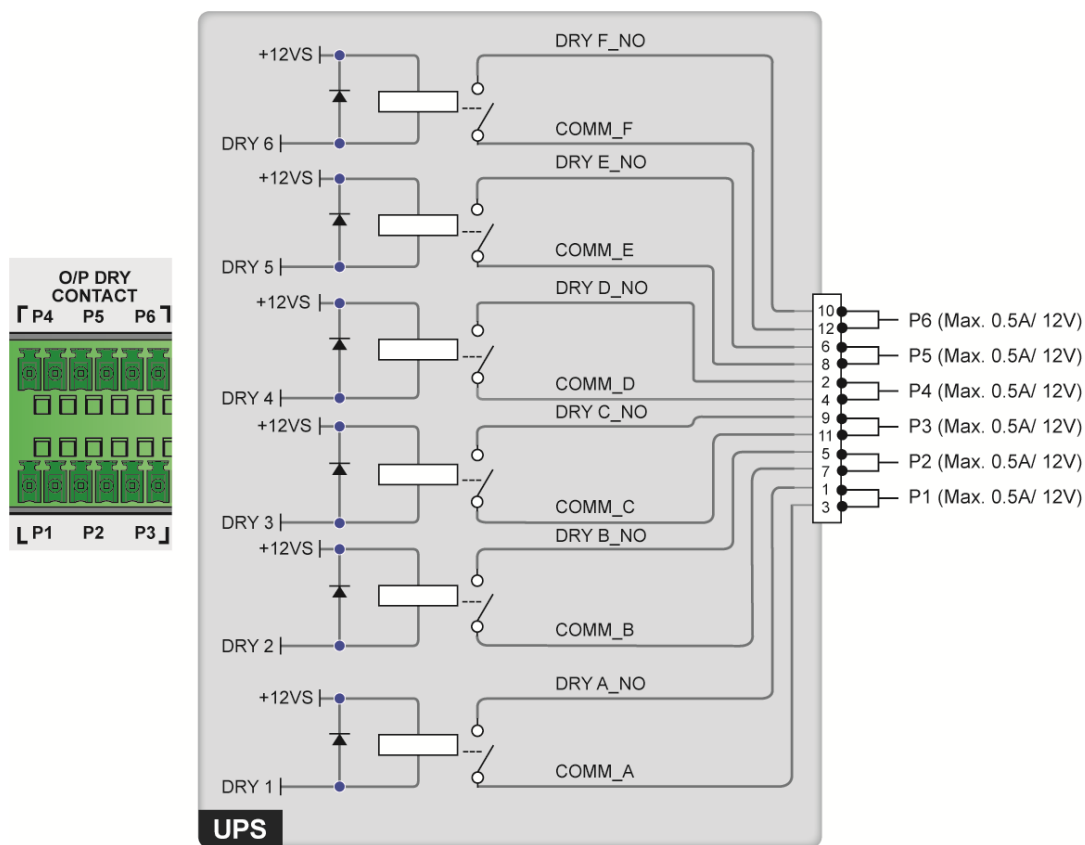 O/P DRY
CONTACT
P4 P5 P6
P1 P2 P3
+12VS
DRY F_NO
DRY 6
COMM_F
+12VS
DRY E_NO
DRY 5
COMM_E
+12VS
DRY D_NO
DRY 4
COMM_D
+12VS
DRY C_NO
DRY 3
COMM_C
+12VS
DRY B_NO
DRY 2
COMM_B
+12VS
DRY A_NO
DRY 1
COMM_A
UPS
10
12
6
8
2
4
9
11
5
7
1
3
P6 (Max. 0.5A/ 12V)
P5 (Max. 0.5A/ 12V)
P4 (Max. 0.5A/ 12V)
P3 (Max. 0.5A/ 12V)
P2 (Max. 0.5A/ 12V)
P1 (Max. 0.5A/ 12V)